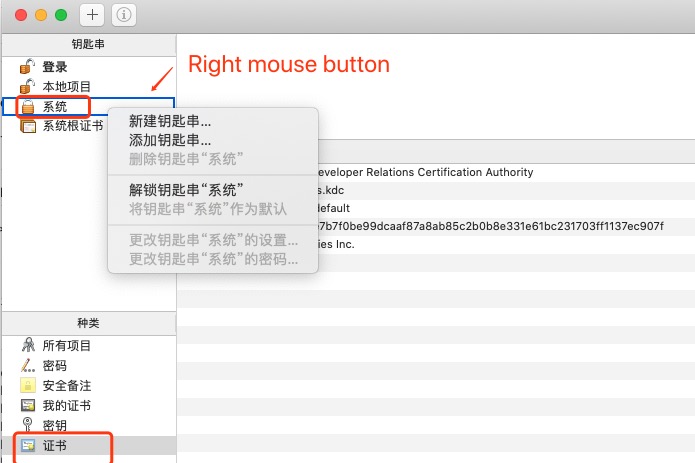 钥匙串
登录
本地项目
系统
系统根证书
Right mouse button
新建钥匙串...
添加钥匙串...
删除钥匙串“系统”
解锁钥匙串“系统”
将钥匙串“系统”作为默认
更改钥匙串“系统”的设置...
更改钥匙串“系统”的密码...
eveloper Relations Certification Authority
s.kdc
default
7b7f0be99dcaaf87a8ab85c2b0b8e331e61bc231703ff1137ec907f
ies Inc.
种类
所有项目
密码
安全备注
我的证书
密钥
证书